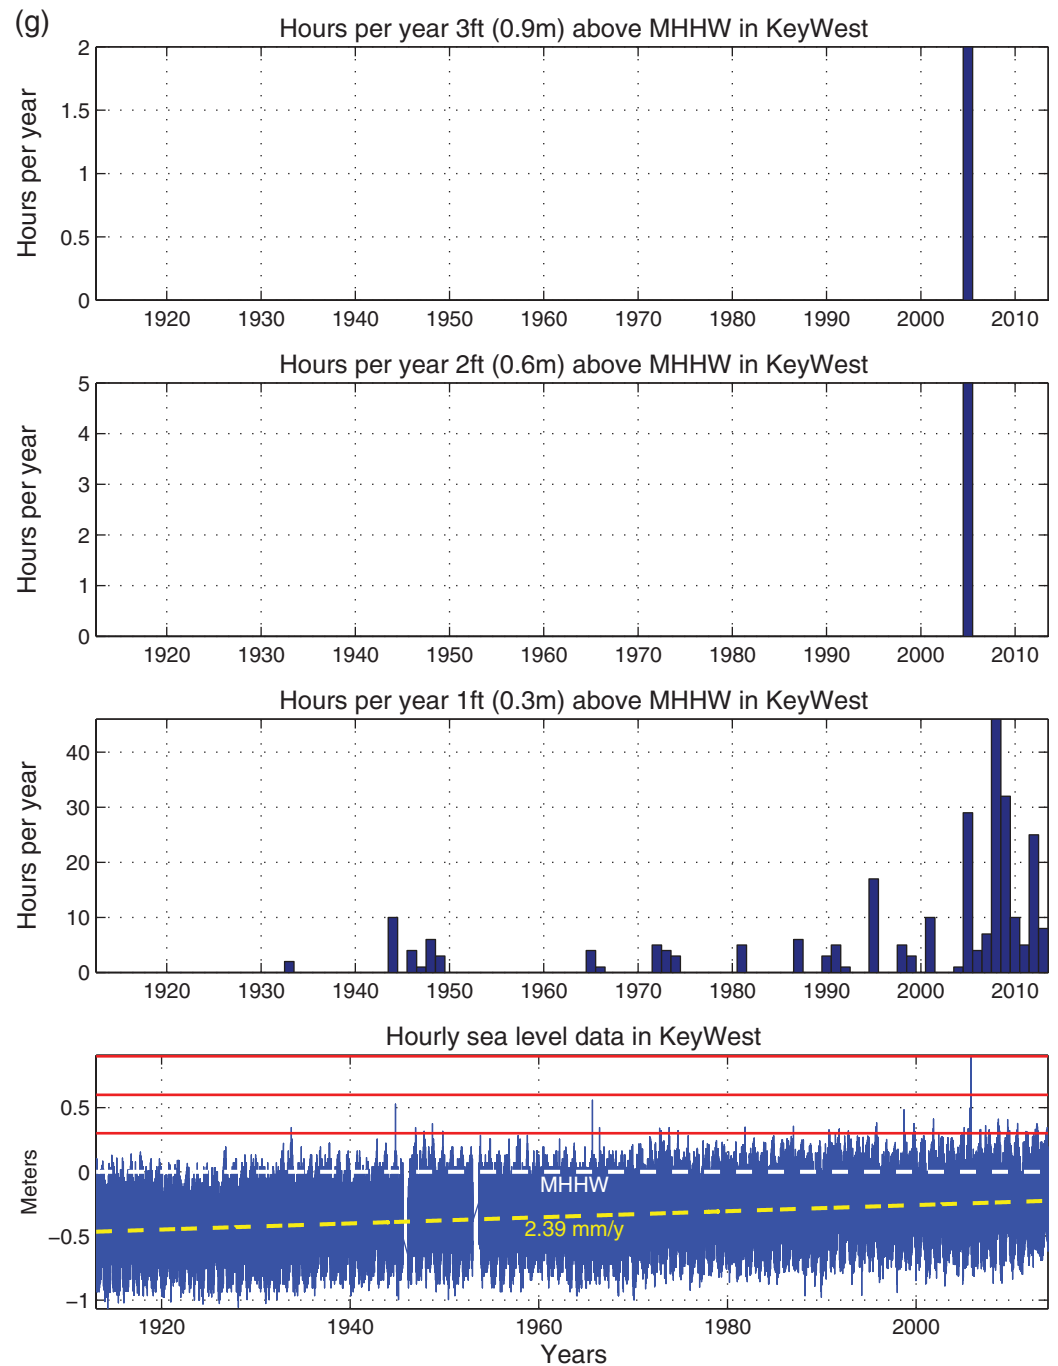 (g)
Hours per year 3ft (0.9m) above MHHW in KeyWest
2
1.5
1
0.5
0
Hours per year
1920 1930 1940 1950 1960 1970 1980 1990 2000 2010
Hours per year 2ft (0.6m) above MHHW in KeyWest
5
4
3
2
1
0
Hours per year
1920 1930 1940 1950 1960 1970 1980 1990 2000 2010
Hours per year 1ft (0.3m) above MHHW in KeyWest
40
30
20
10
0
Hours per year
1920 1930 1940 1950 1960 1970 1980 1990 2000 2010
Hourly sea level data in KeyWest
0.5
0
−0.5
−1
Meters
MHHW
2.39 mm/y
1920 1940 1960 1980 2000
Years